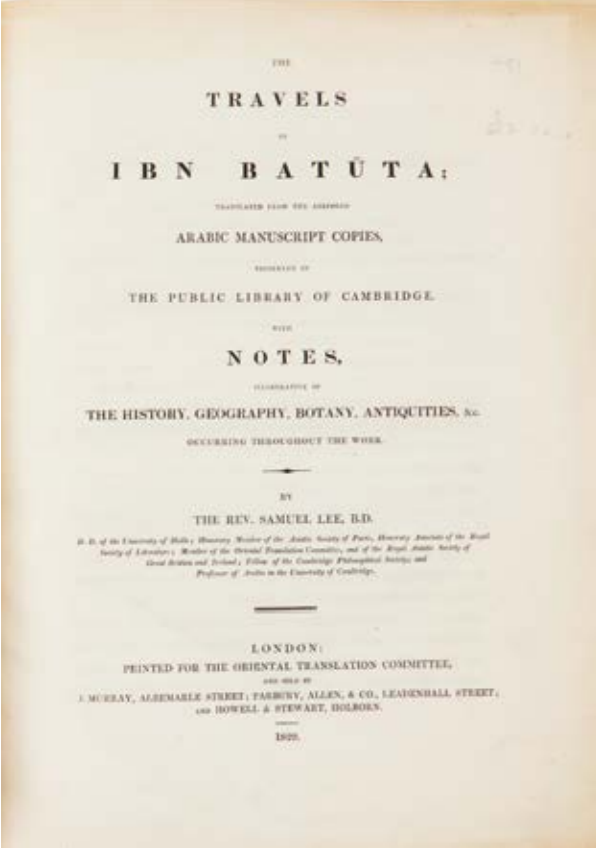 THE
TRAVELS
OF
IBN BATŪTA;
TRANSLATED FROM THE ABRIDGED
ARABIC MANUSCRIPT COPIES,
PRESERVED IN
THE PUBLIC LIBRARY OF CAMBRIDGE.
WITH
NOTES,
ILLUSTRATIVE OF
THE HISTORY, GEOGRAPHY, BOTANY, ANTIQUITIES, &c.
OCCURRING THROUGHOUT THE WORK.
BY
THE REV. SAMUEL LEE, B.D.
D. D. of the University of Halle; Honorary Member of the Asiatic Society of Paris, Honorary Associate of the Royal
Society of Literature; Member of the Oriental Translation Committee, and of the Royal Asiatic Society of
Great Britain and Ireland; Fellow of the Cambridge Philosophical Society; and
Professor of Arabic in the University of Cambridge.
LONDON:
PRINTED FOR THE ORIENTAL TRANSLATION COMMITTEE,
AND SOLD BY
J. MURRAY, ALBEMARLE STREET; PARBURY, ALLEN, & CO., LEADENHALL STREET;
AND HOWELL & STEWART, HOLBORN.
1829.